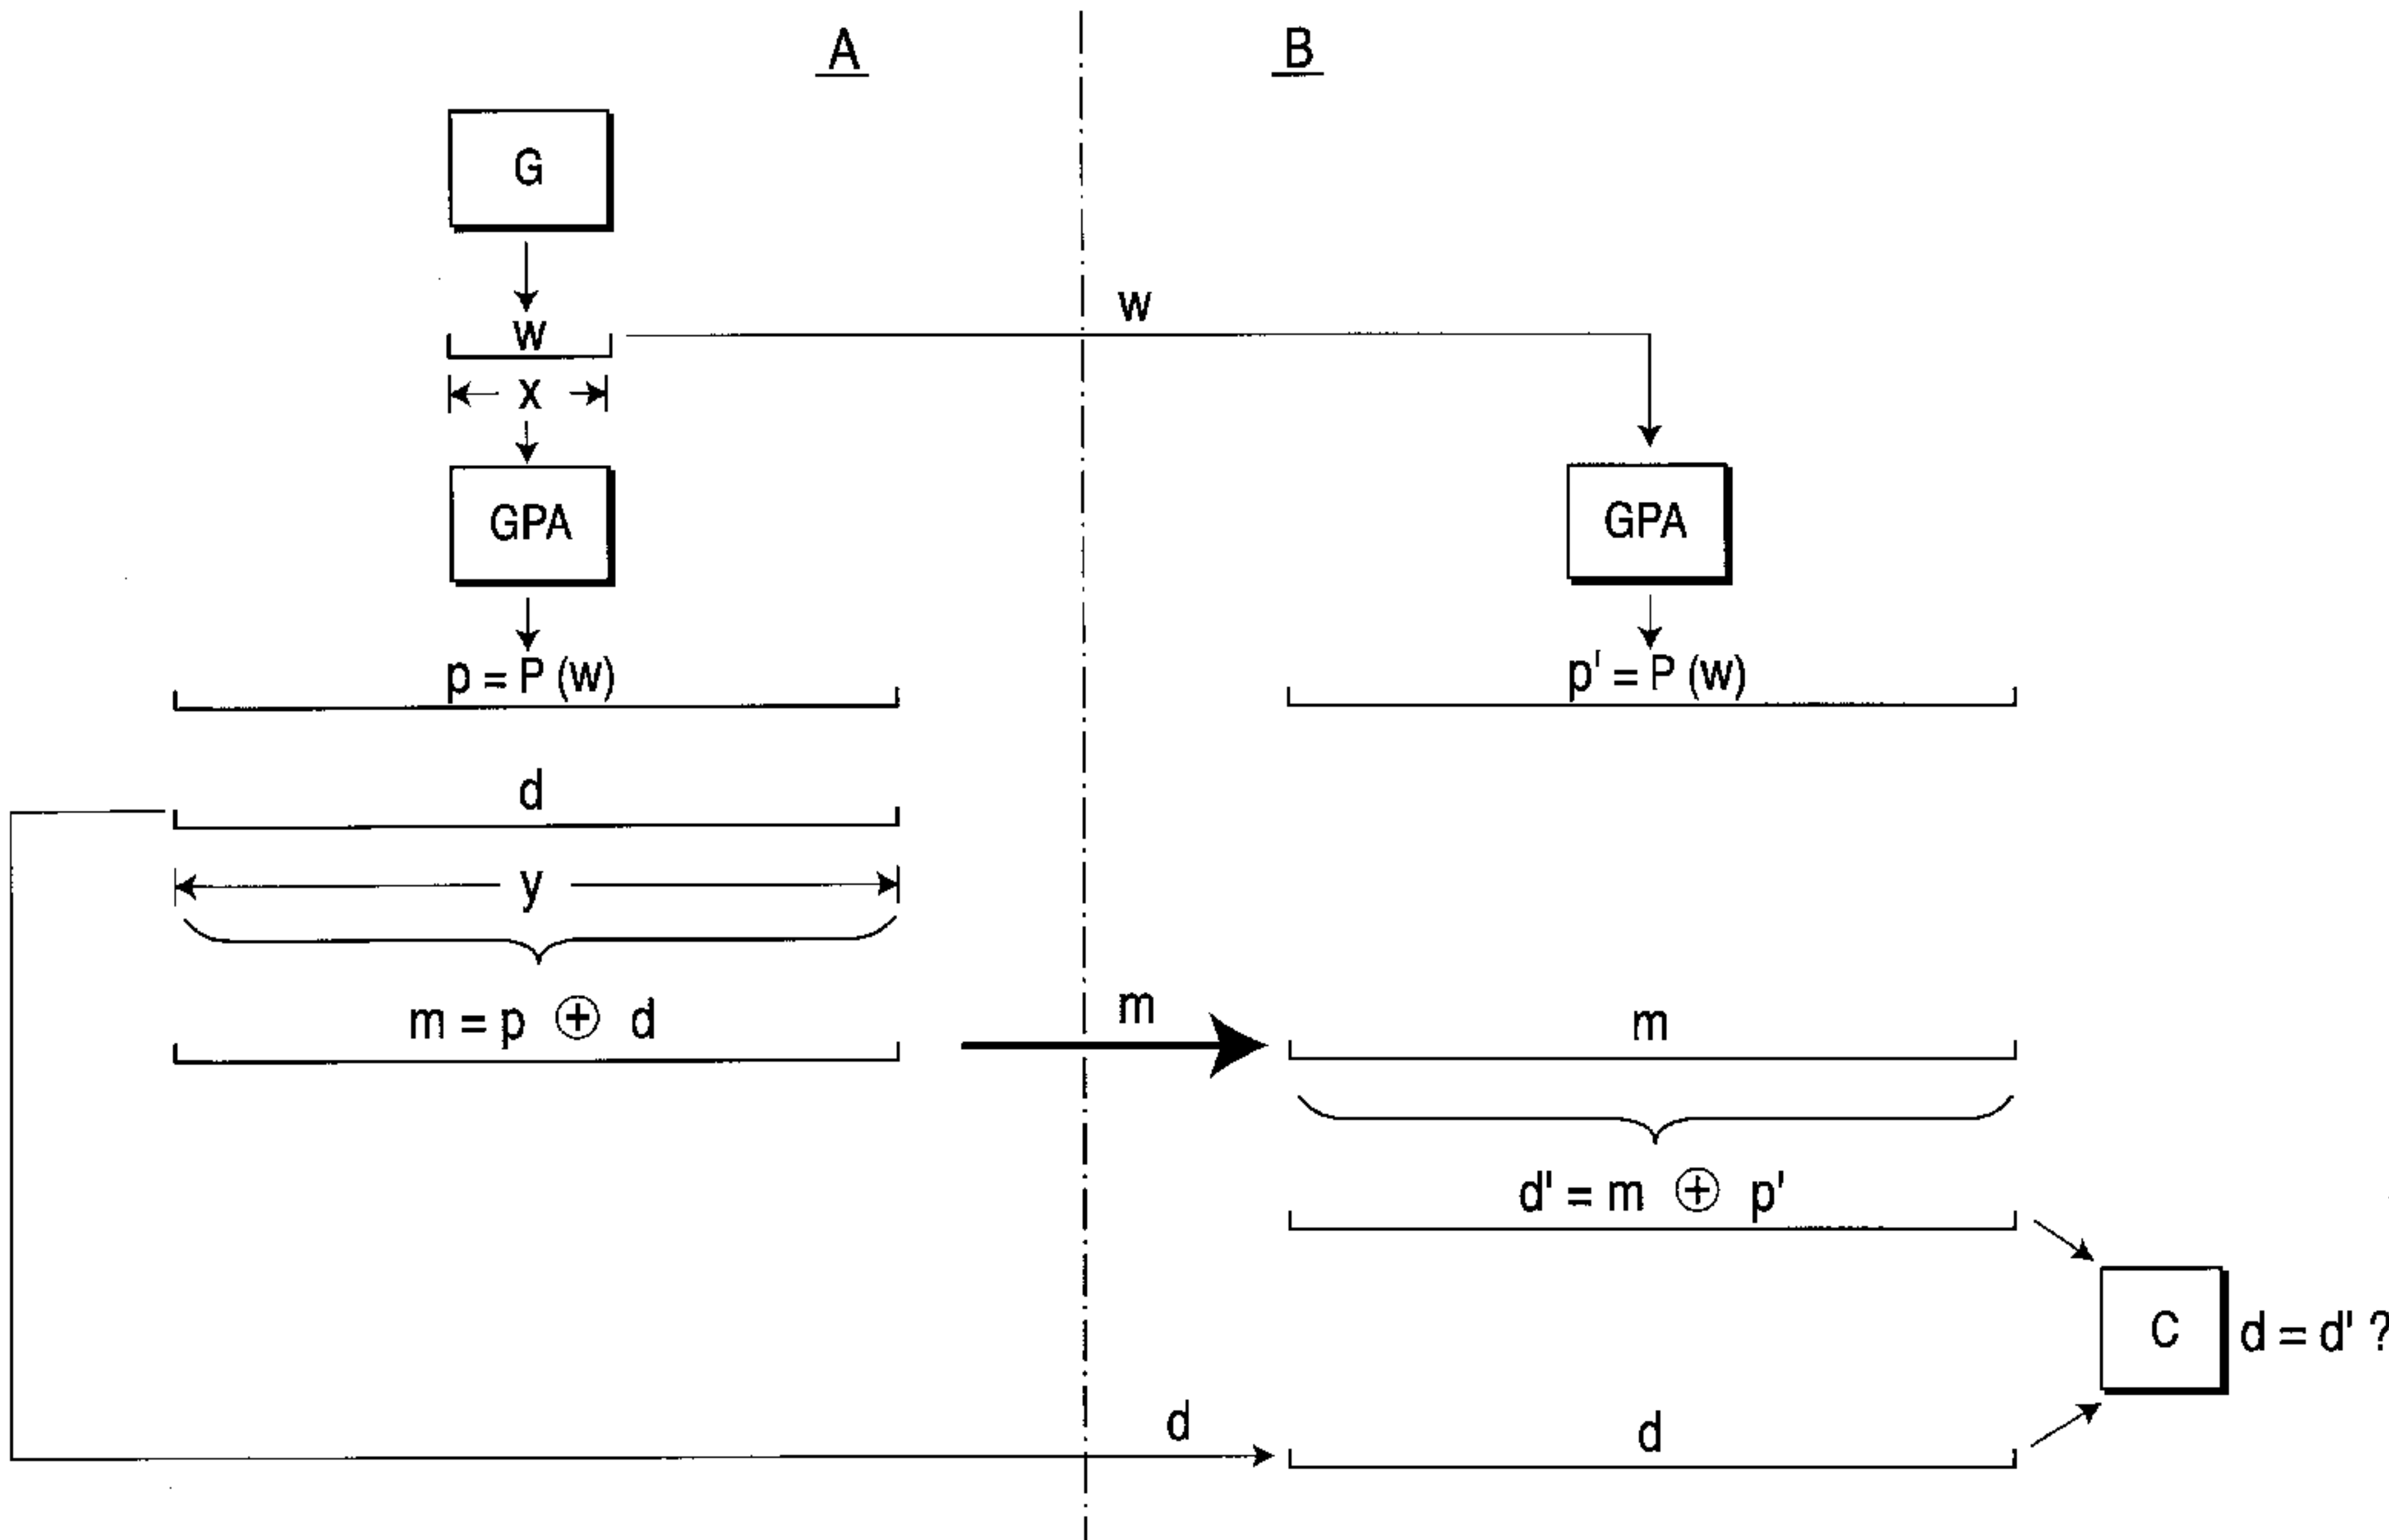 A
B
G
w
w
x
GPA
GPA
p = P (w)
p' = P (w)
d
y
m = p ⊕ d
m
m
d' = m ⊕ p'
C
d = d' ?
d
d